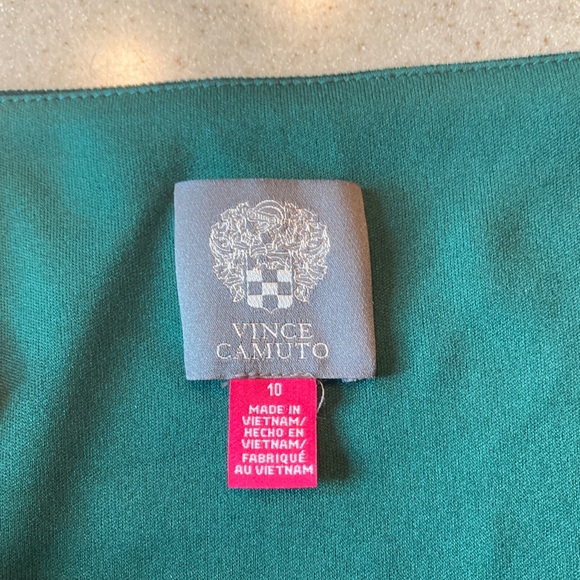 VINCE
CAMUTO
10
MADE IN
VIETNAM/
HECHO EN
VIETNAM/
FABRIQUÉ
AU VIETNAM